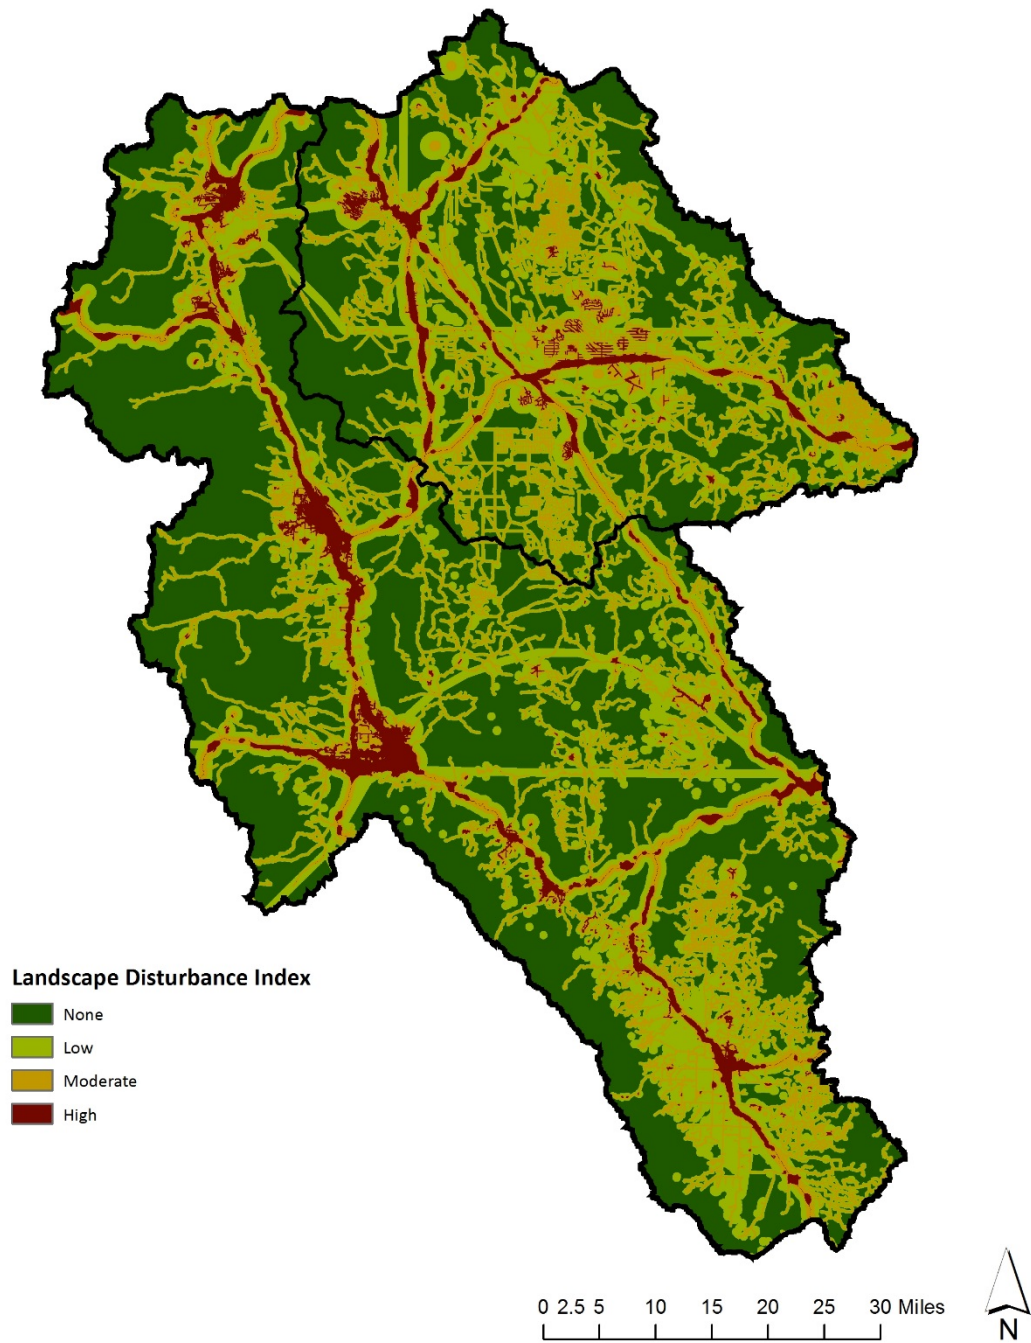 Landscape Disturbance Index
None
Low
Moderate
High
0 2.5 5 10 15 20 25 30 Miles
N